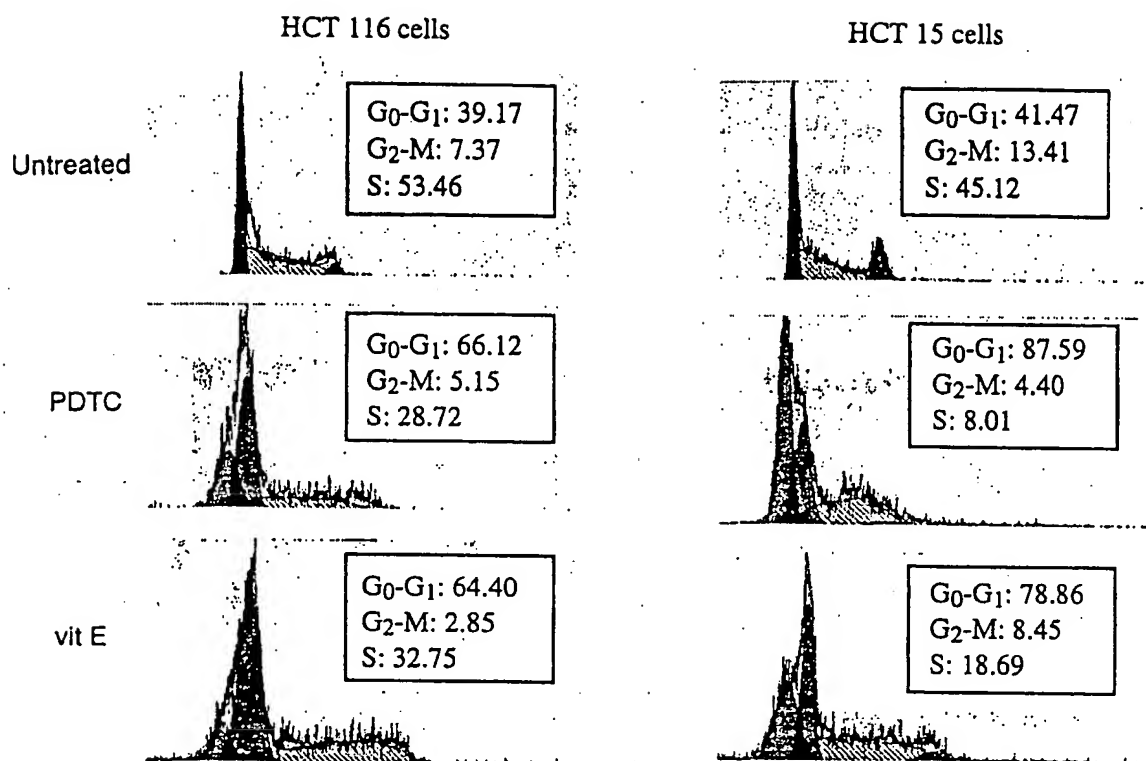 HCT 116 cells
HCT 15 cells
Untreated
G0-G1: 39.17
G2-M: 7.37
S: 53.46
G0-G1: 41.47
G2-M: 13.41
S: 45.12
PDTC
G0-G1: 66.12
G2-M: 5.15
S: 28.72
G0-G1: 87.59
G2-M: 4.40
S: 8.01
vit E
G0-G1: 64.40
G2-M: 2.85
S: 32.75
G0-G1: 78.86
G2-M: 8.45
S: 18.69